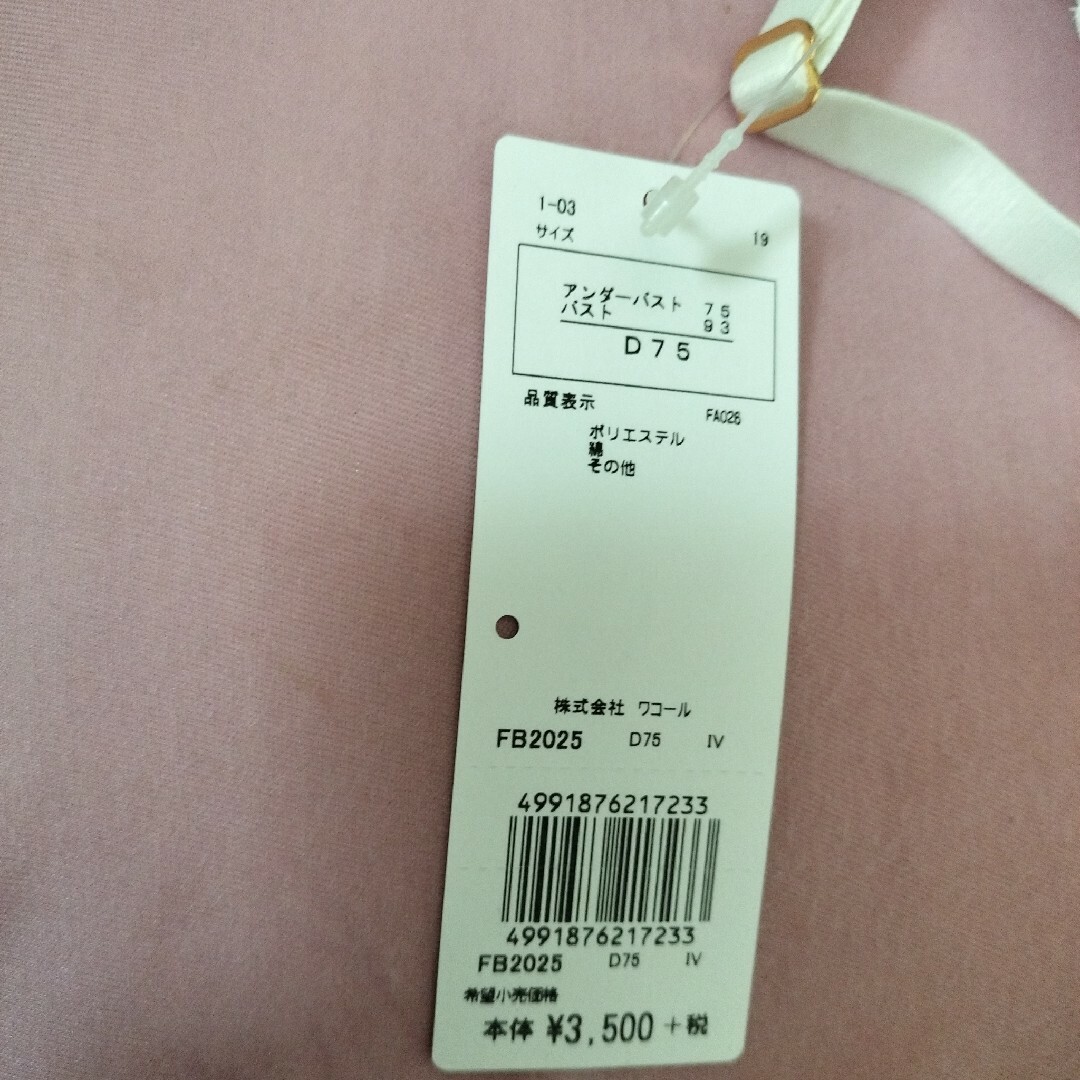 1-03
サイズ 19
アンダーバスト 75
バスト 93
D75
品質表示 FA026
ポリエステル
綿
その他
株式会社 ワコール
FB2025 D75 IV
4991876217233
4991876217233
FB2025 D75 IV
希望小売価格
本体 ¥3,500 +税